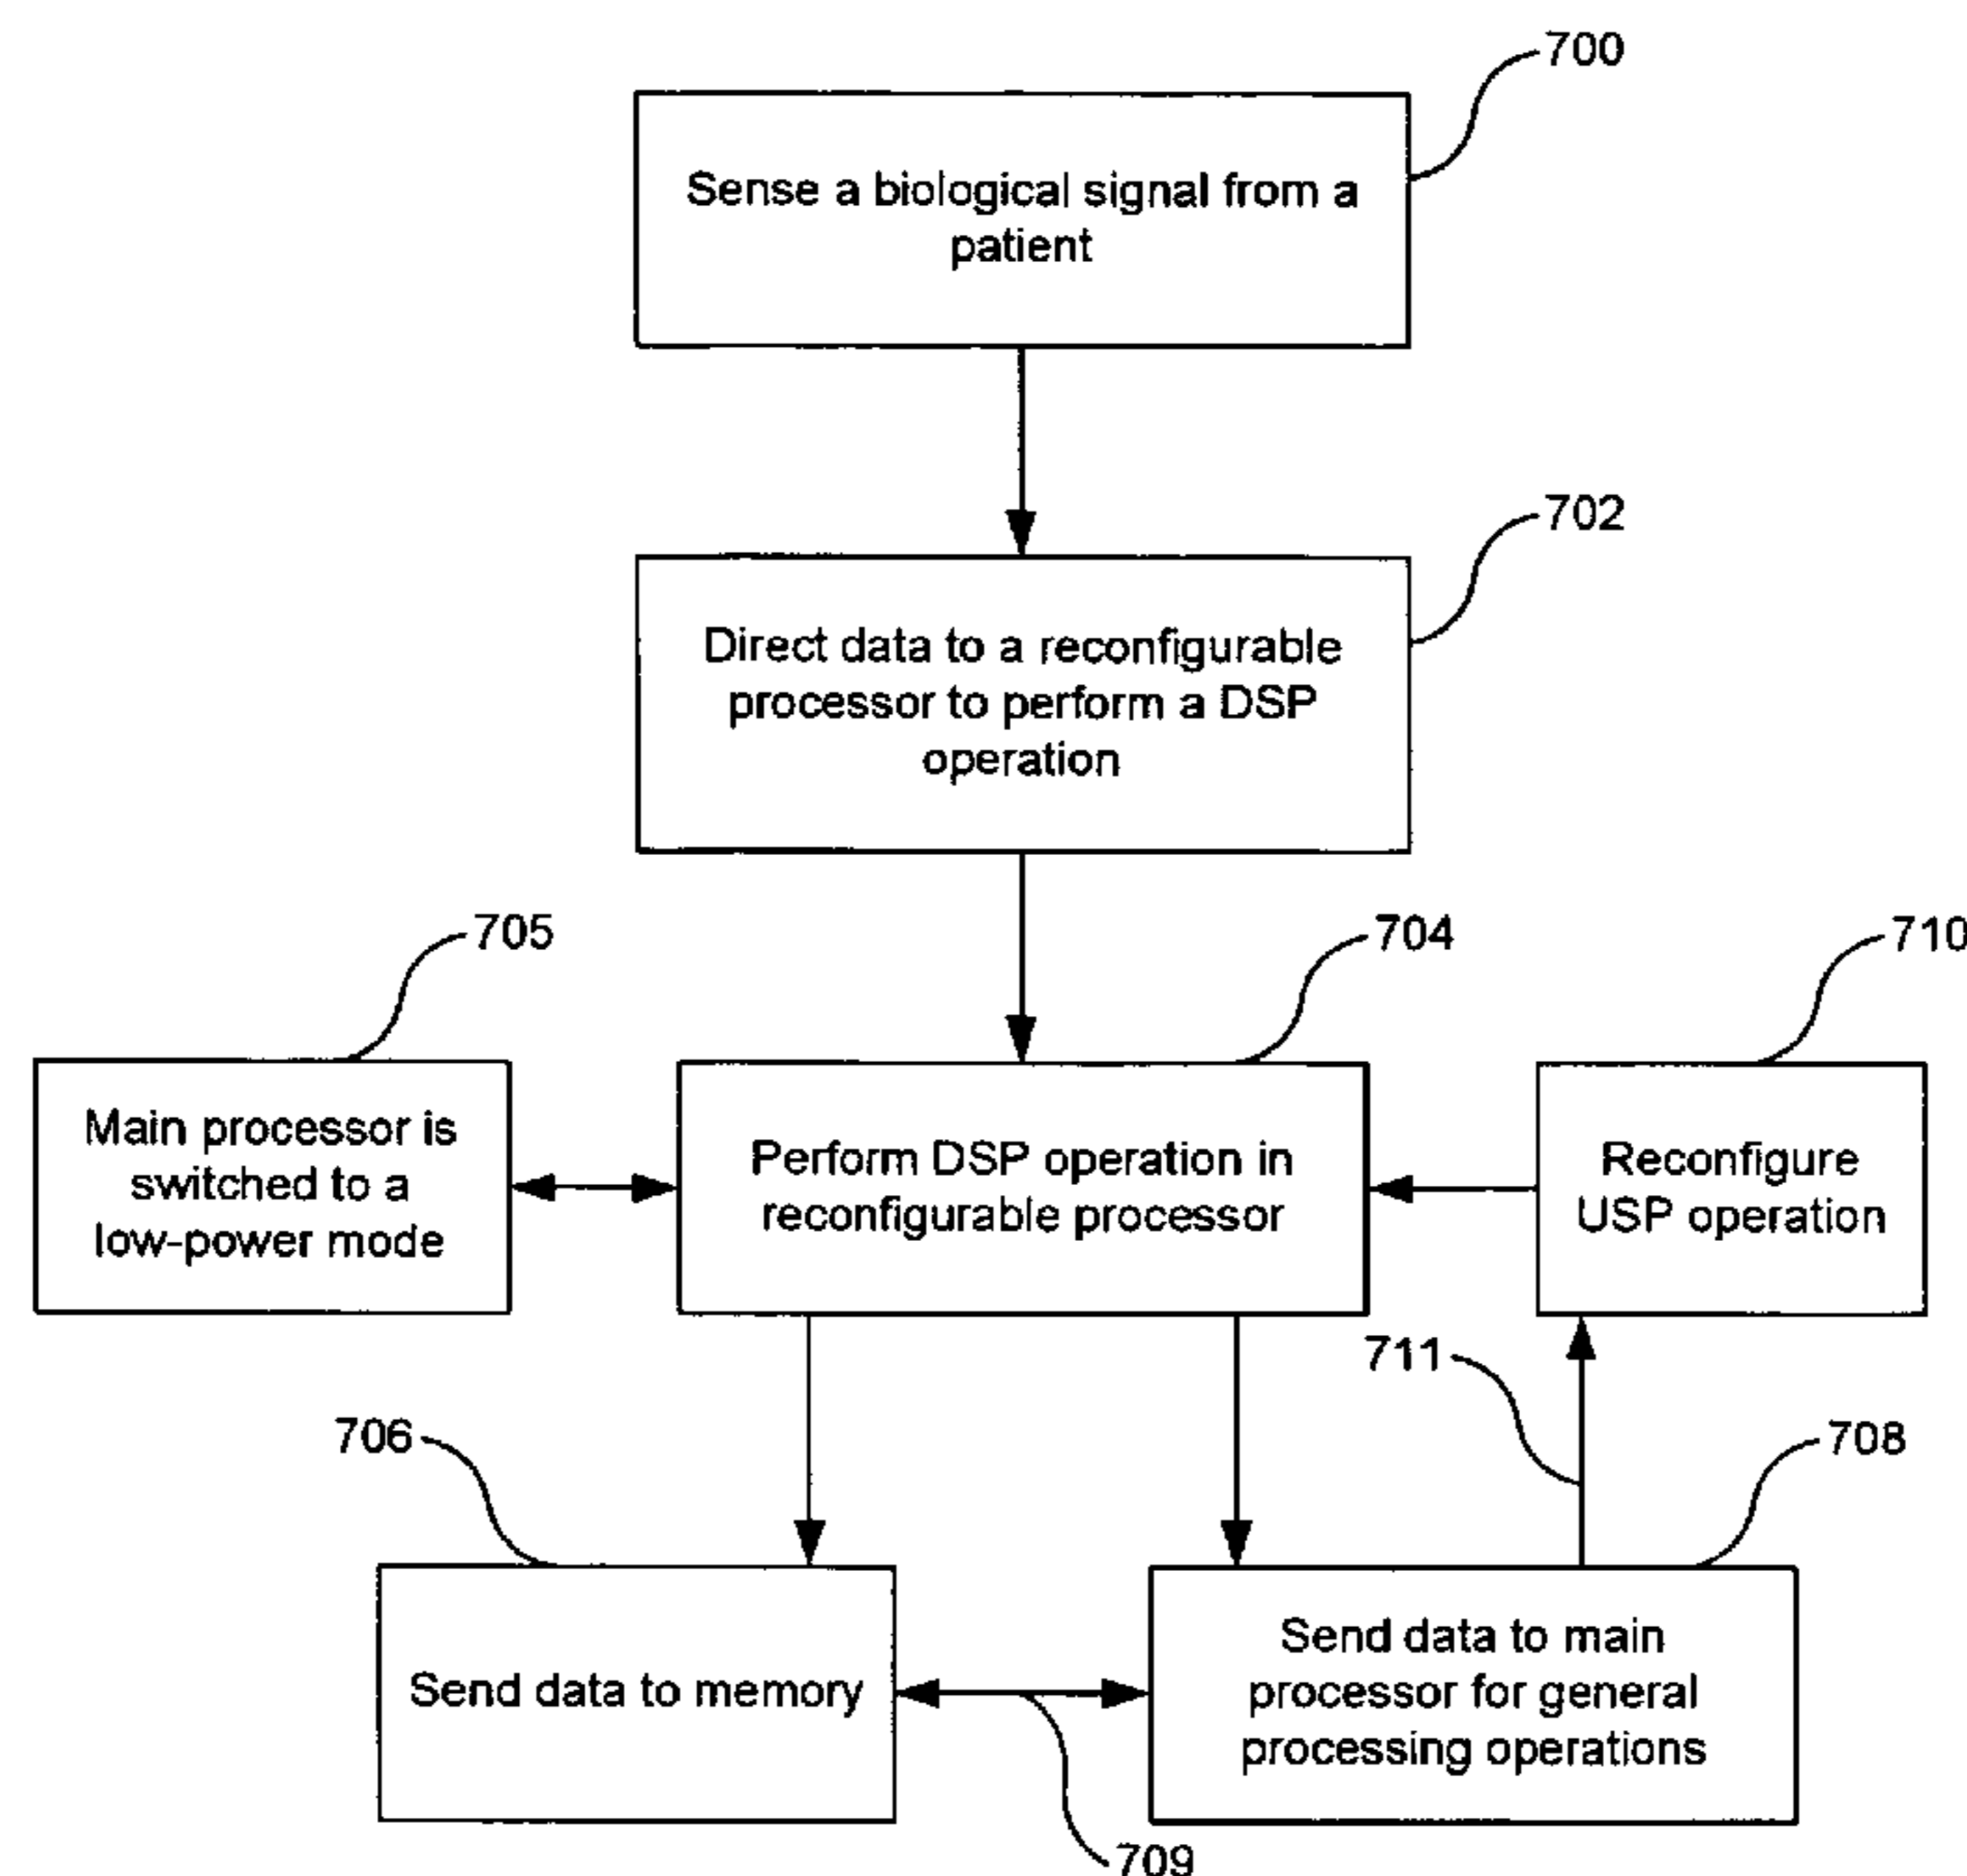 700
Sense a biological signal from a
patient
702
Direct data to a reconfigurable
processor to perform a DSP
operation
705
704
710
Main processor is
switched to a
low-power mode
Perform DSP operation in
reconfigurable processor
Reconfigure
USP operation
711
706
708
Send data to memory
Send data to main
processor for general
processing operations
709